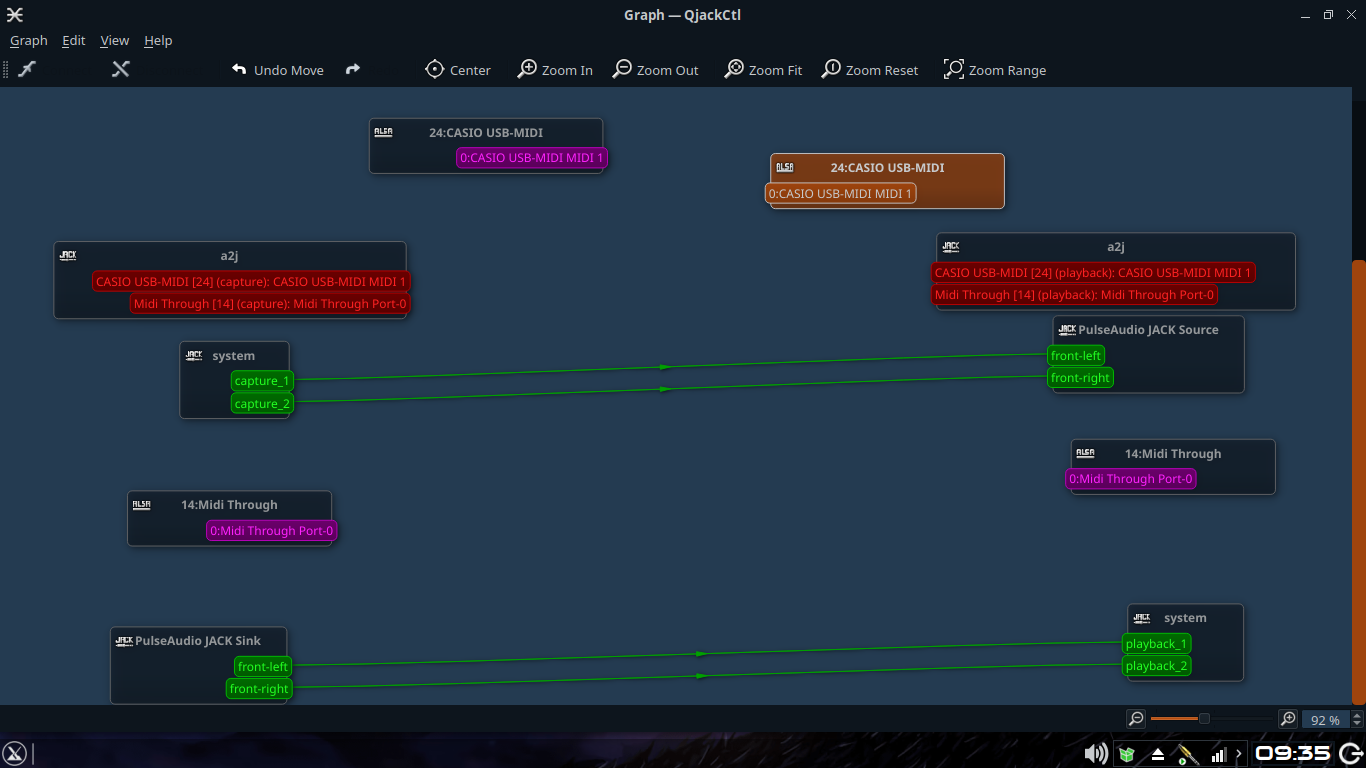 Graph — QjackCtl
Graph Edit View Help
Undo Move Center Zoom In Zoom Out Zoom Fit Zoom Reset Zoom Range
ALSA 24:CASIO USB-MIDI
0:CASIO USB-MIDI MIDI 1
ALSA 24:CASIO USB-MIDI
0:CASIO USB-MIDI MIDI 1
JACK a2j
CASIO USB-MIDI [24] (capture): CASIO USB-MIDI MIDI 1
Midi Through [14] (capture): Midi Through Port-0
JACK a2j
CASIO USB-MIDI [24] (playback): CASIO USB-MIDI MIDI 1
Midi Through [14] (playback): Midi Through Port-0
JACK system
capture_1
capture_2
JACK PulseAudio JACK Source
front-left
front-right
ALSA 14:Midi Through
0:Midi Through Port-0
ALSA 14:Midi Through
0:Midi Through Port-0
JACK PulseAudio JACK Sink
front-left
front-right
JACK system
playback_1
playback_2
92 %
09:35